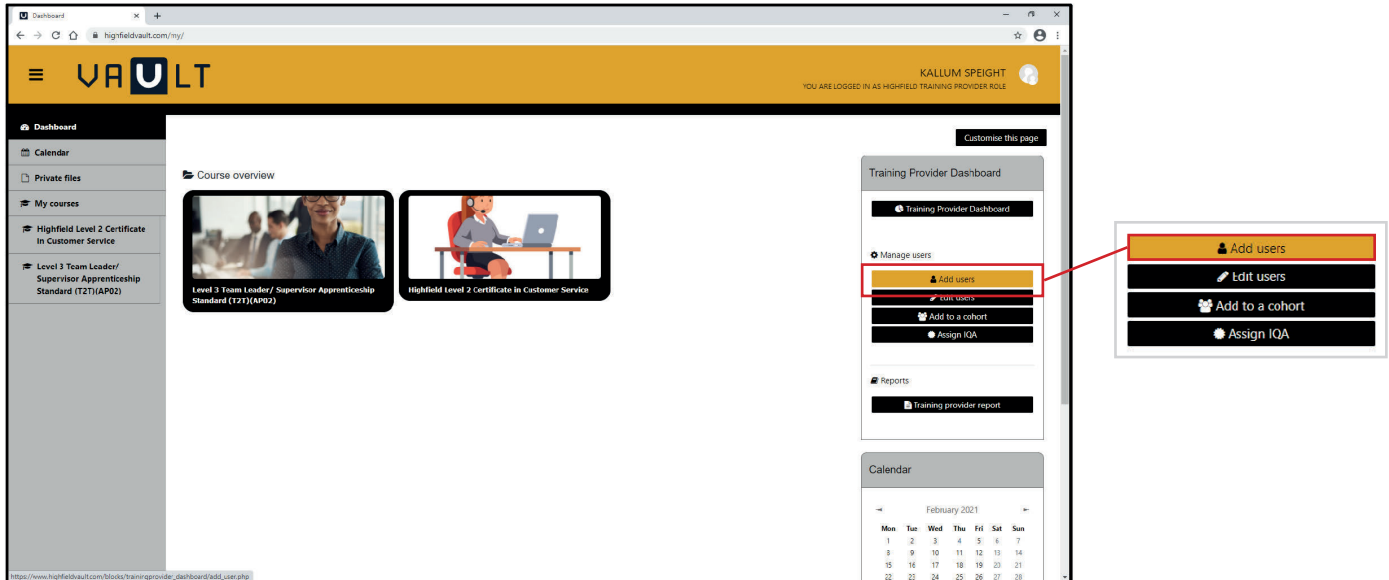 Dashboard
highfieldvault.com/my/
VAULT
KALLUM SPEIGHT
YOU ARE LOGGED IN AS HIGHFIELD TRAINING PROVIDER ROLE
Dashboard
Calendar
Private files
My courses
Highfield Level 2 Certificate
in Customer Service
Level 3 Team Leader/
Supervisor Apprenticeship
Standard (T2T)(AP02)
Customise this page
Course overview
Level 3 Team Leader/ Supervisor Apprenticeship
Standard (T2T)(AP02)
Highfield Level 2 Certificate in Customer Service
Training Provider Dashboard
Training Provider Dashboard
Manage users
Add users
Edit users
Add to a cohort
Assign IQA
Reports
Training provider report
Calendar
February 2021
Mon Tue Wed Thu Fri Sat Sun
1 2 3 4 5 6 7
8 9 10 11 12 13 14
15 16 17 18 19 20 21
22 23 24 25 26 27 28
https://www.highfieldvault.com/blocks/trainingprovider_dashboard/add_user.php
Add users
Edit users
Add to a cohort
Assign IQA